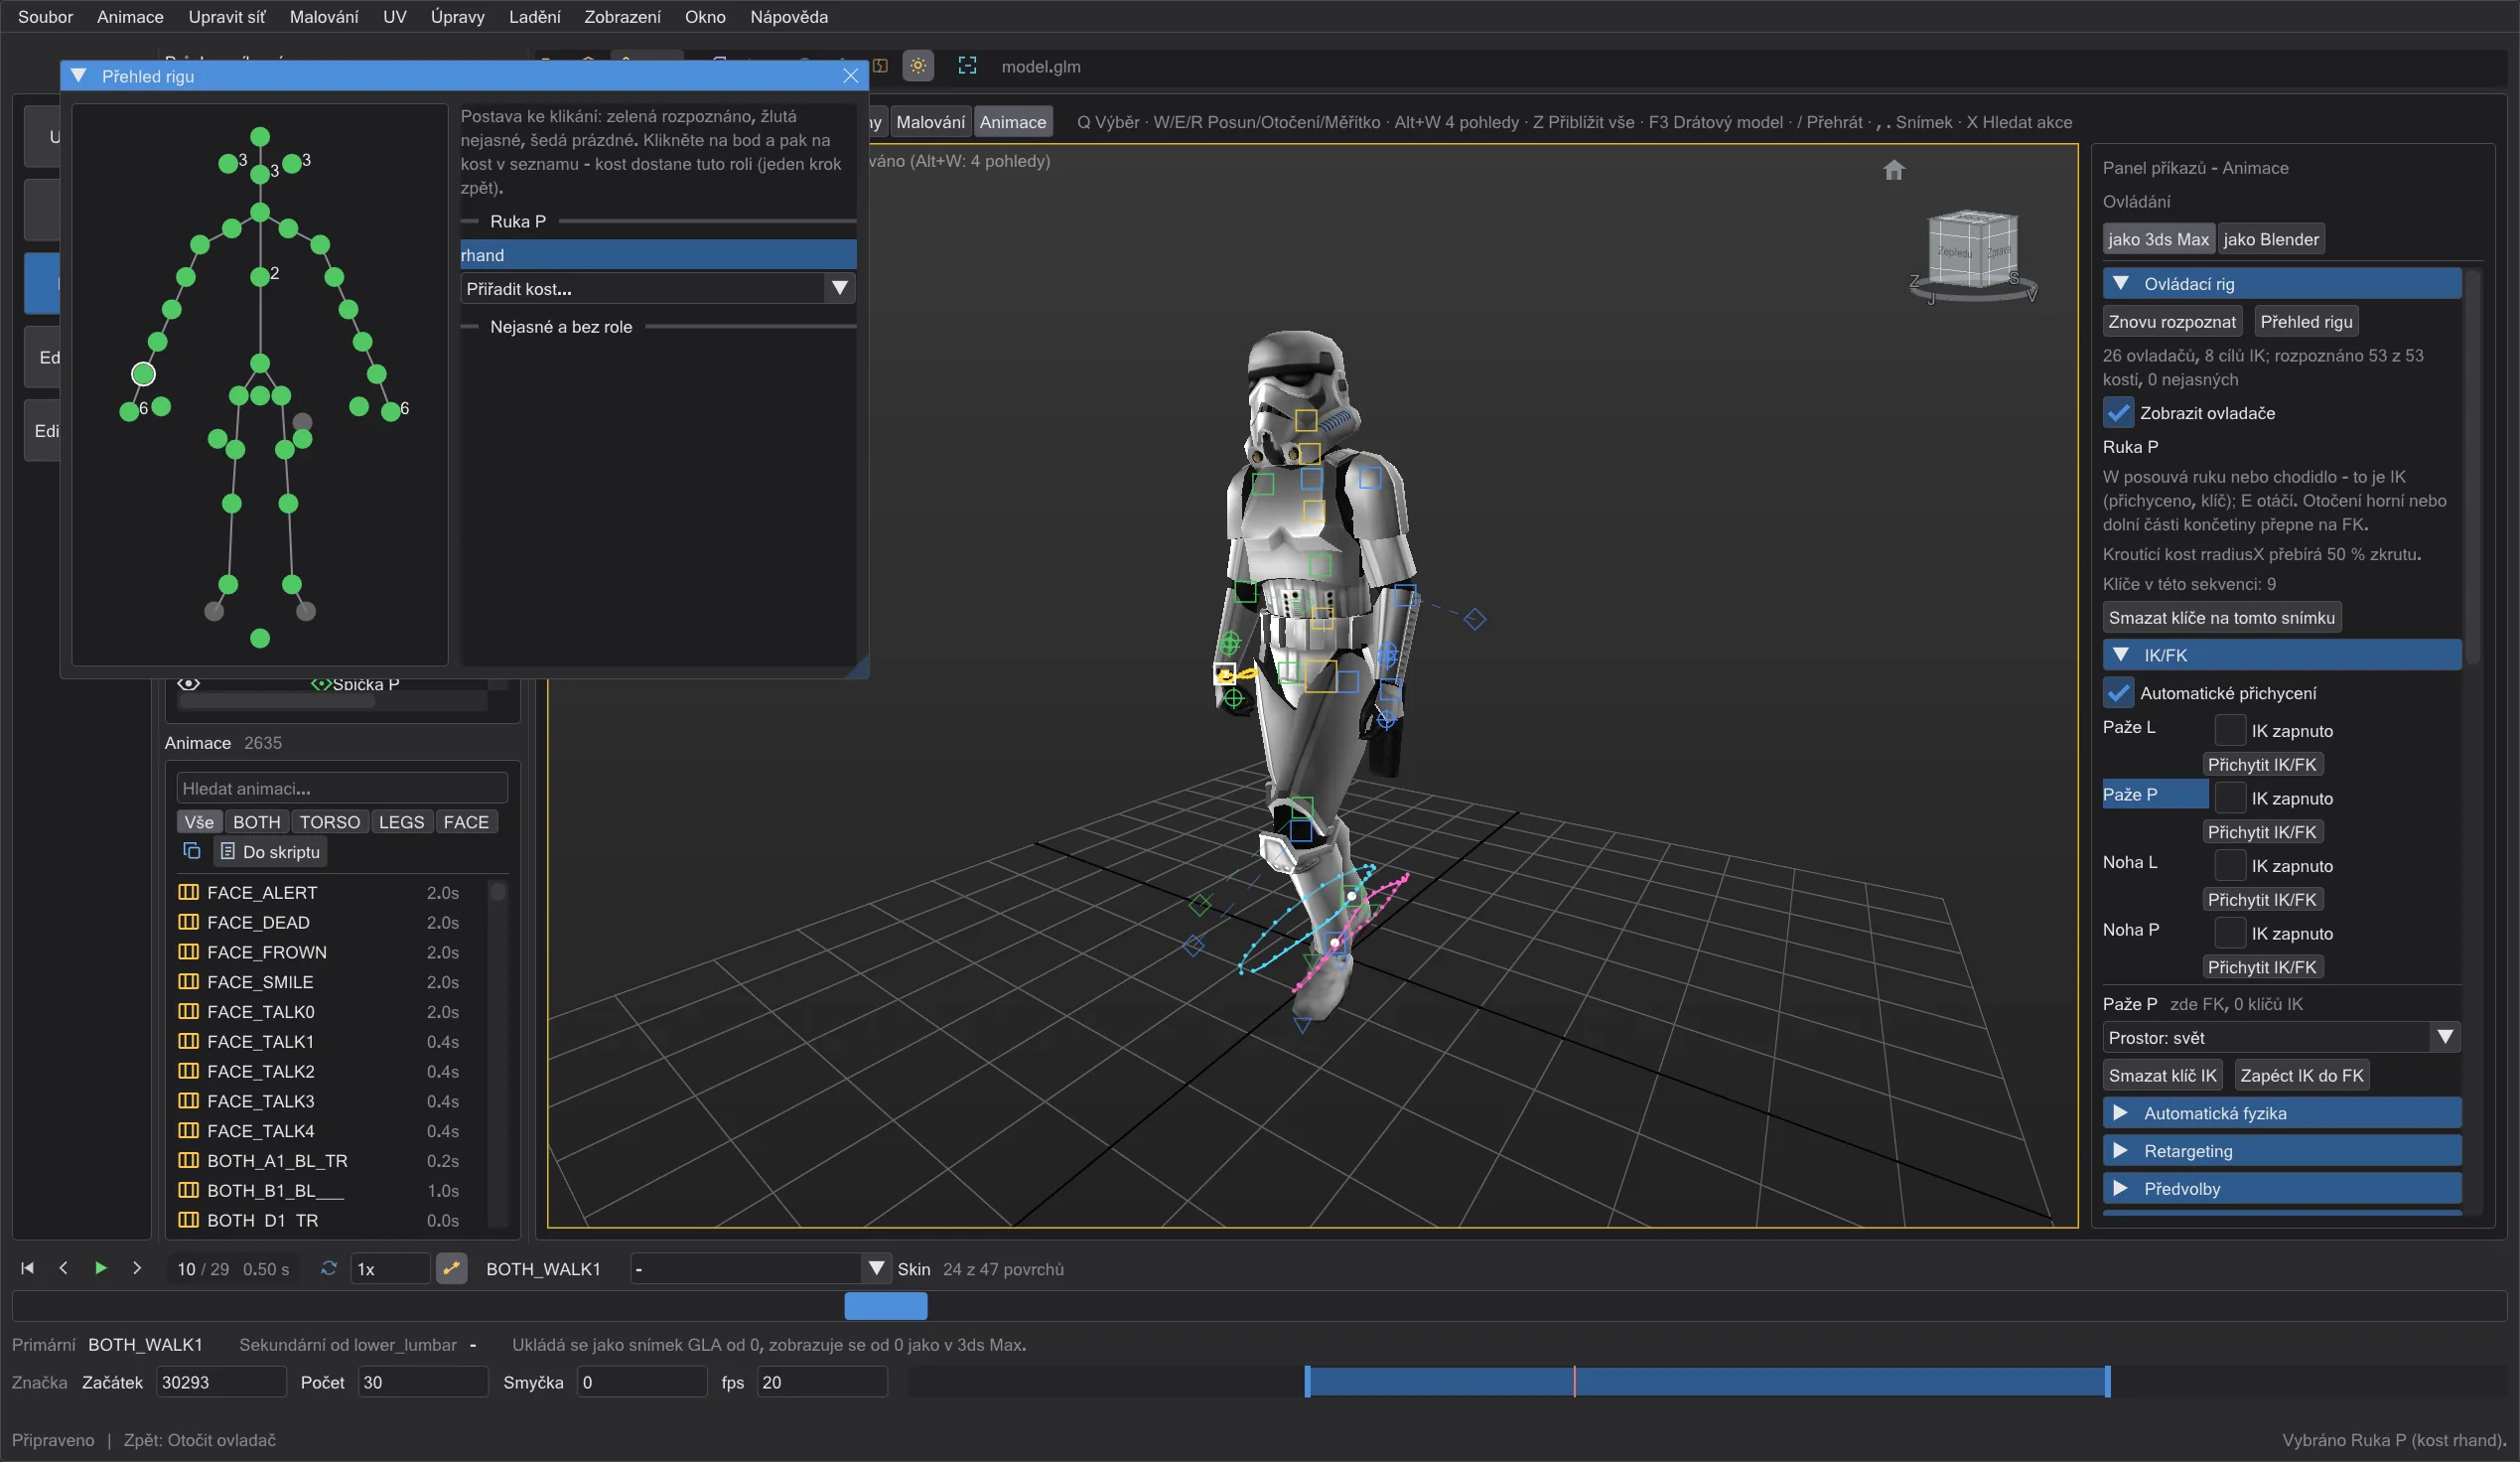 Soubor Animace Upravit síť Malování UV Úpravy Ladění Zobrazení Okno Nápověda
model.glm
Přehled rigu
Malování Animace Q Výběr · W/E/R Posun/Otočení/Měřítko · Alt+W 4 pohledy · Z Přiblížit vše · F3 Drátový model · / Přehrát · , . Snímek · X Hledat akce
(Alt+W: 4 pohledy)
Postava ke klikání: zelená rozpoznáno, žlutá
nejasné, šedá prázdné. Klikněte na bod a pak na
kost v seznamu - kost dostane tuto roli (jeden krok
zpět).
Ruka P
rhand
Přiřadit kost...
Nejasné a bez role
3
3
3
2
6
6
Špička P
Animace 2635
Hledat animaci...
Vše BOTH TORSO LEGS FACE
Do skriptu
FACE_ALERT 2.0s
FACE_DEAD 2.0s
FACE_FROWN 2.0s
FACE_SMILE 2.0s
FACE_TALK0 2.0s
FACE_TALK1 0.4s
FACE_TALK2 0.4s
FACE_TALK3 0.4s
FACE_TALK4 0.4s
BOTH_A1_BL_TR 0.2s
BOTH_B1_BL___ 1.0s
BOTH_D1_TR 0.0s
Zepředu Zprava
Z J S V
Panel příkazů - Animace
Ovládání
jako 3ds Max jako Blender
Ovládací rig
Znovu rozpoznat Přehled rigu
26 ovladačů, 8 cílů IK; rozpoznáno 53 z 53
kostí, 0 nejasných
Zobrazit ovladače
Ruka P
W posouvá ruku nebo chodidlo - to je IK
(přichyceno, klíč); E otáčí. Otočení horní nebo
dolní části končetiny přepne na FK.
Kroutící kost rradiusX přebírá 50 % zkrutu.
Klíče v této sekvenci: 9
Smazat klíče na tomto snímku
IK/FK
Automatické přichycení
Paže L IK zapnuto
Přichytit IK/FK
Paže P IK zapnuto
Přichytit IK/FK
Noha L IK zapnuto
Přichytit IK/FK
Noha P IK zapnuto
Přichytit IK/FK
Paže P zde FK, 0 klíčů IK
Prostor: svět
Smazat klíč IK Zapéct IK do FK
Automatická fyzika
Retargeting
Předvolby
10 / 29 0.50 s 1x BOTH_WALK1 - Skin 24 z 47 povrchů
Primární BOTH_WALK1 Sekundární od lower_lumbar - Ukládá se jako snímek GLA od 0, zobrazuje se od 0 jako v 3ds Max.
Značka Začátek 30293 Počet 30 Smyčka 0 fps 20
Připraveno | Zpět: Otočit ovladač
Vybráno Ruka P (kost rhand).